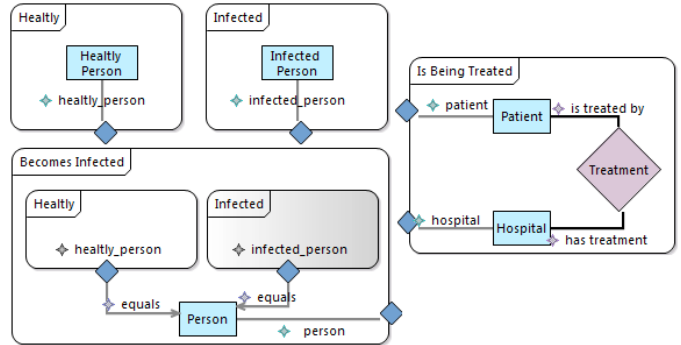 Healtly
Healtly
Person
healtly_person
Infected
Infected
Person
infected_person
Is Being Treated
patient
is treated by
Patient
Treatment
hospital
Hospital
has treatment
Becomes Infected
Healtly
healtly_person
Infected
infected_person
equals
equals
Person
person